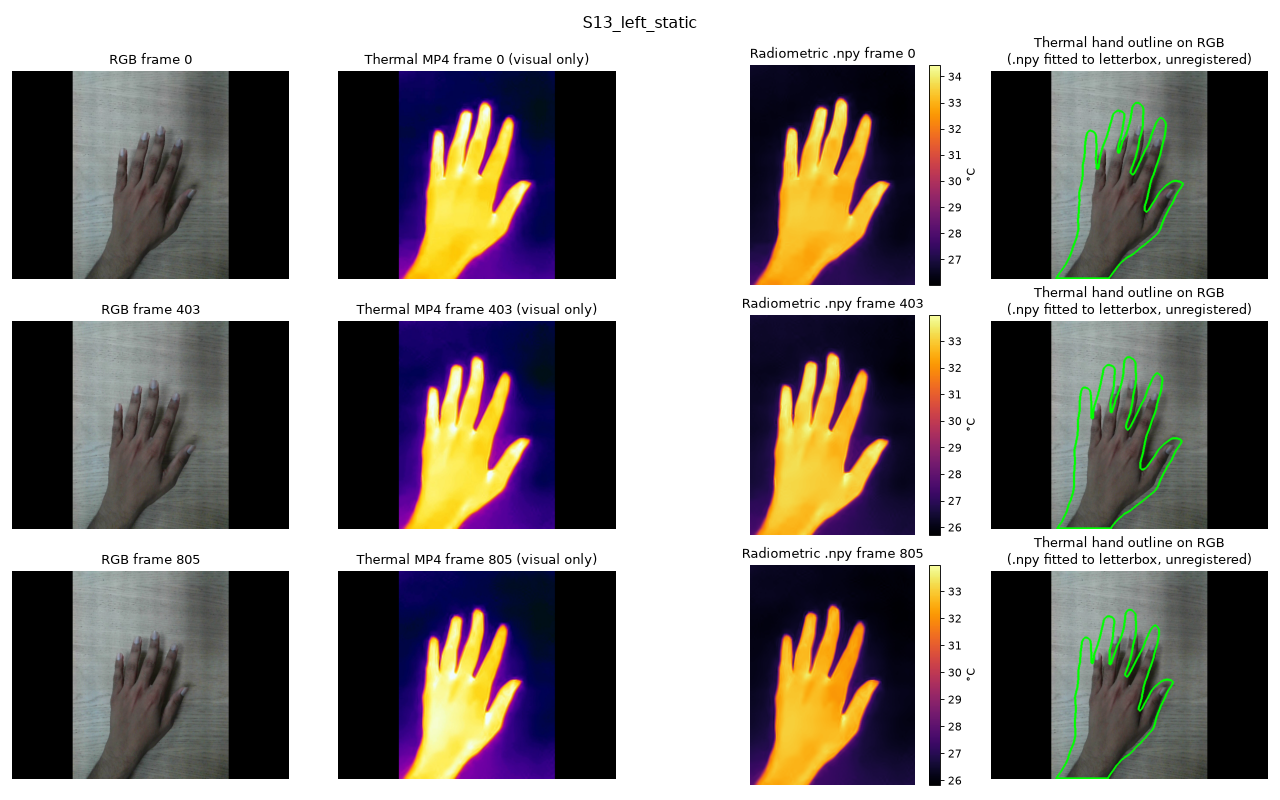 S13_left_static
RGB frame 0
Thermal MP4 frame 0 (visual only)
Radiometric .npy frame 0
Thermal hand outline on RGB
(.npy fitted to letterbox, unregistered)
34
33
32
31
30
29
28
27
°C
RGB frame 403
Thermal MP4 frame 403 (visual only)
Radiometric .npy frame 403
Thermal hand outline on RGB
(.npy fitted to letterbox, unregistered)
33
32
31
30
29
28
27
26
°C
RGB frame 805
Thermal MP4 frame 805 (visual only)
Radiometric .npy frame 805
Thermal hand outline on RGB
(.npy fitted to letterbox, unregistered)
33
32
31
30
29
28
27
26
°C